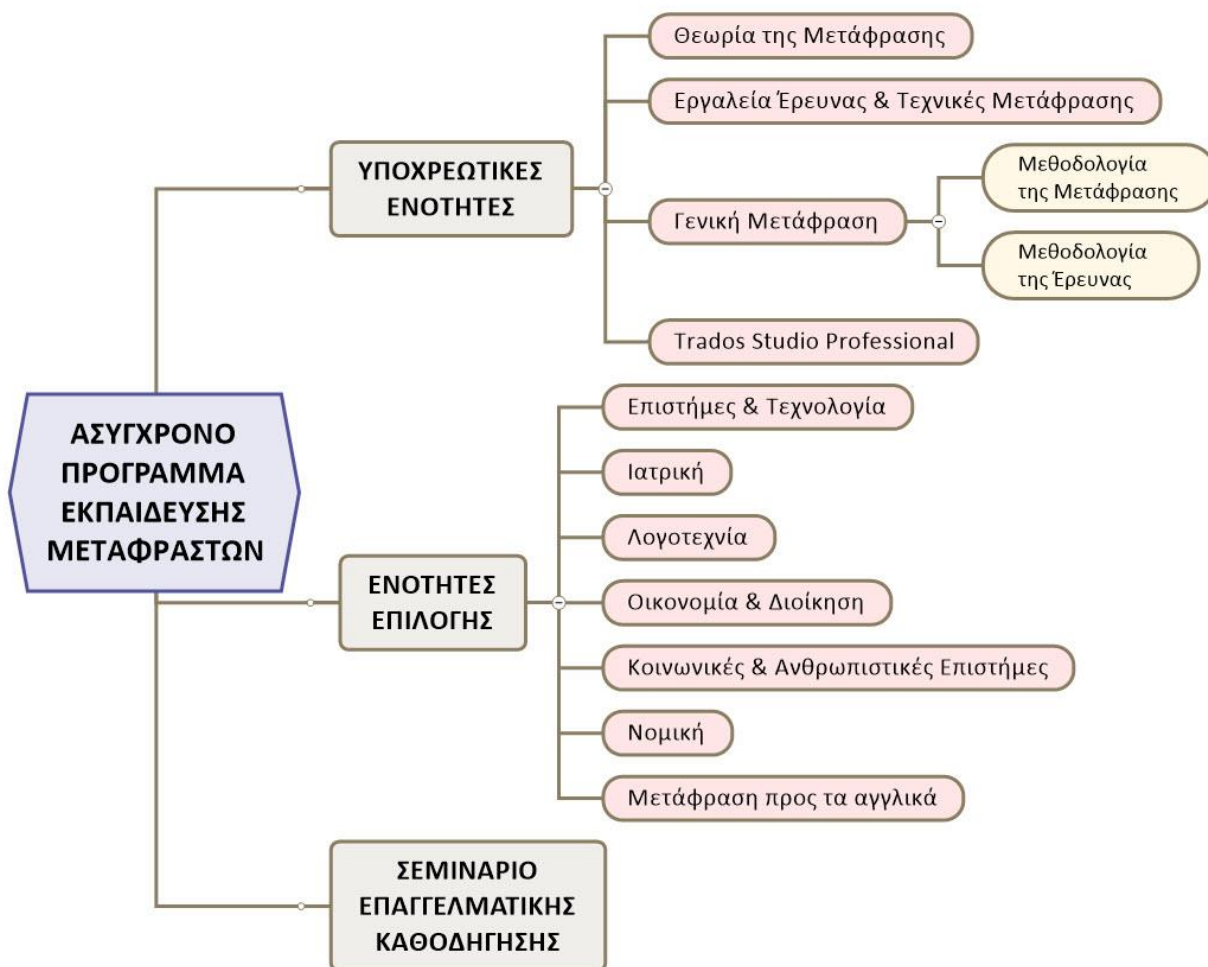 ΑΣΥΓΧΡΟΝΟ
ΠΡΟΓΡΑΜΜΑ
ΕΚΠΑΙΔΕΥΣΗΣ
ΜΕΤΑΦΡΑΣΤΩΝ
ΥΠΟΧΡΕΩΤΙΚΕΣ
ΕΝΟΤΗΤΕΣ
Θεωρία της Μετάφρασης
Εργαλεία Έρευνας & Τεχνικές Μετάφρασης
Γενική Μετάφραση
Μεθοδολογία
της Μετάφρασης
Μεθοδολογία
της Έρευνας
Trados Studio Professional
ΕΝΟΤΗΤΕΣ
ΕΠΙΛΟΓΗΣ
Επιστήμες & Τεχνολογία
Ιατρική
Λογοτεχνία
Οικονομία & Διοίκηση
Κοινωνικές & Ανθρωπιστικές Επιστήμες
Νομική
Μετάφραση προς τα αγγλικά
ΣΕΜΙΝΑΡΙΟ
ΕΠΑΓΓΕΛΜΑΤΙΚΗΣ
ΚΑΘΟΔΗΓΗΣΗΣ